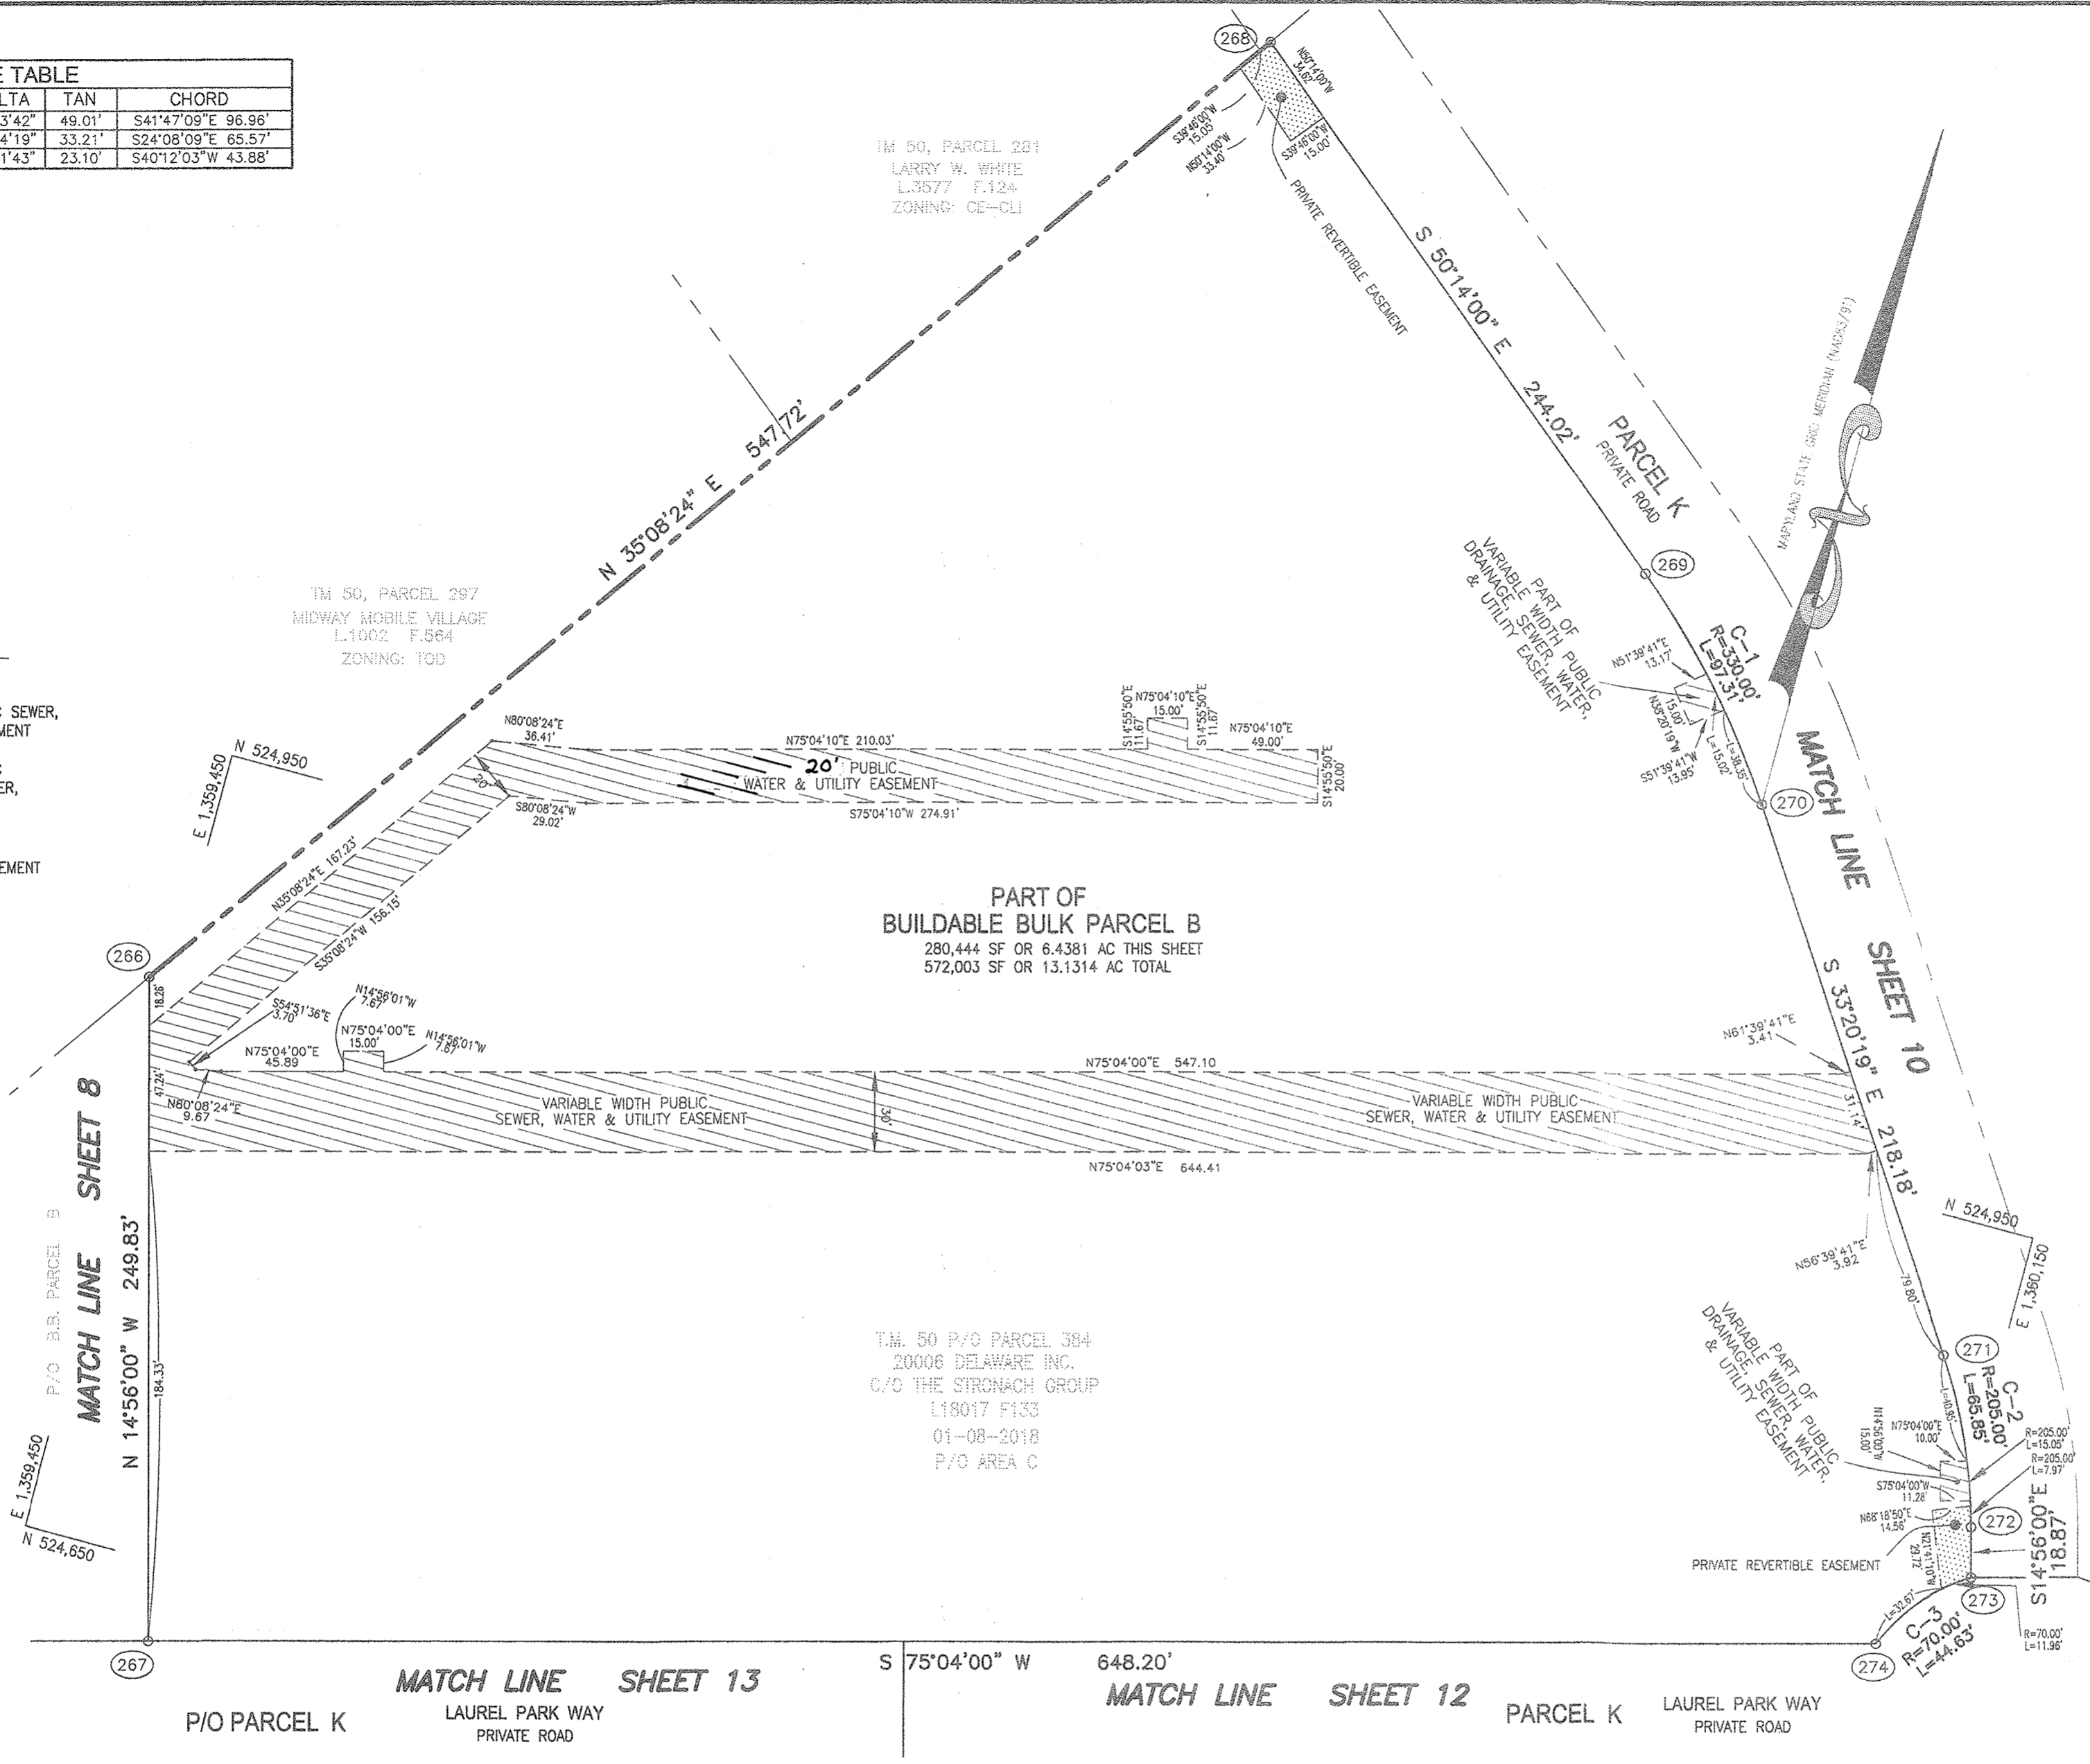 E TABLE
LTA TAN CHORD
3'42" 49.01' S41°47'09"E 96.96'
4'19" 33.21' S24°08'09"E 65.57'
1'43" 23.10' S40°12'03"W 43.88'
268
N50°14'00"W
34.62'
S39°46'00"W
15.05'
N50°14'00"W
33.40'
S39°46'00"W
15.00'
PRIVATE REVERTIBLE EASEMENT
TM 50, PARCEL 281
LARRY W. WHITE
L.3577 F.124
ZONING: CE-CLI
S 50°14'00" E 244.02'
PARCEL K
PRIVATE ROAD
MARYLAND STATE GRID MERIDIAN (NAD83/91)
N 35°08'24" E 547.72'
TM 50, PARCEL 297
MIDWAY MOBILE VILLAGE
L.1002 F.564
ZONING: TOD
269
PART OF
VARIABLE WIDTH PUBLIC
DRAINAGE, SEWER, WATER,
& UTILITY EASEMENT
C-1
R=330.00'
L=97.31'
N51°39'41"E
13.17'
N38°20'19"W
15.00'
S51°39'41"W
13.95'
L=15.02'
L=38.35'
270
C SEWER,
MENT
ER,
EMENT
N 524,950
E 1,359,450
N80°08'24"E
36.41'
N75°04'10"E 210.03'
S14°55'50"E
11.67'
N75°04'10"E
15.00'
S14°55'50"E
11.67'
N75°04'10"E
49.00'
S14°55'50"E
20.00'
20'
20' PUBLIC
WATER & UTILITY EASEMENT
S80°08'24"W
29.02'
S75°04'10"W 274.91'
N35°08'24"E 167.23'
S35°08'24"W 156.15'
MATCH LINE SHEET 10
PART OF
BUILDABLE BULK PARCEL B
280,444 SF OR 6.4381 AC THIS SHEET
572,003 SF OR 13.1314 AC TOTAL
266
18.26'
S54°51'36"E
3.70'
N14°56'01"W
7.67'
N75°04'00"E
15.00'
N14°56'01"W
7.67'
N75°04'00"E
45.89
47.24'
N80°08'24"E
9.67
N75°04'00"E 547.10
VARIABLE WIDTH PUBLIC
SEWER, WATER & UTILITY EASEMENT
30'
VARIABLE WIDTH PUBLIC
SEWER, WATER & UTILITY EASEMENT
N75°04'03"E 644.41
N61°39'41"E
3.41
31.14'
S 33°20'19" E 218.18'
N56°39'41"E
3.92
79.80'
N 524,950
E 1,360,150
P/O B.B. PARCEL B
MATCH LINE SHEET 8
N 14°56'00" W 249.83'
184.33'
E 1,359,450
N 524,650
T.M. 50 P/O PARCEL 384
20006 DELAWARE INC.
C/O THE STRONACH GROUP
L18017 F133
01-08-2018
P/O AREA C
271
C-2
R=205.00'
L=65.85'
L=40.95'
PART OF
VARIABLE WIDTH PUBLIC
DRAINAGE, SEWER, WATER,
& UTILITY EASEMENT
N14°56'00"W
15.00'
N75°04'00"E
10.00'
R=205.00'
L=15.05'
R=205.00'
L=7.97'
S75°04'00"W
11.28'
N68°18'50"E
14.56'
272
N21°41'10"W
29.72
PRIVATE REVERTIBLE EASEMENT
S14°56'00"E
18.87'
273
L=32.67'
C-3
R=70.00'
L=44.63'
R=70.00'
L=11.96'
267
274
S 75°04'00" W 648.20'
MATCH LINE SHEET 13
MATCH LINE SHEET 12
P/O PARCEL K
LAUREL PARK WAY
PRIVATE ROAD
PARCEL K
LAUREL PARK WAY
PRIVATE ROAD